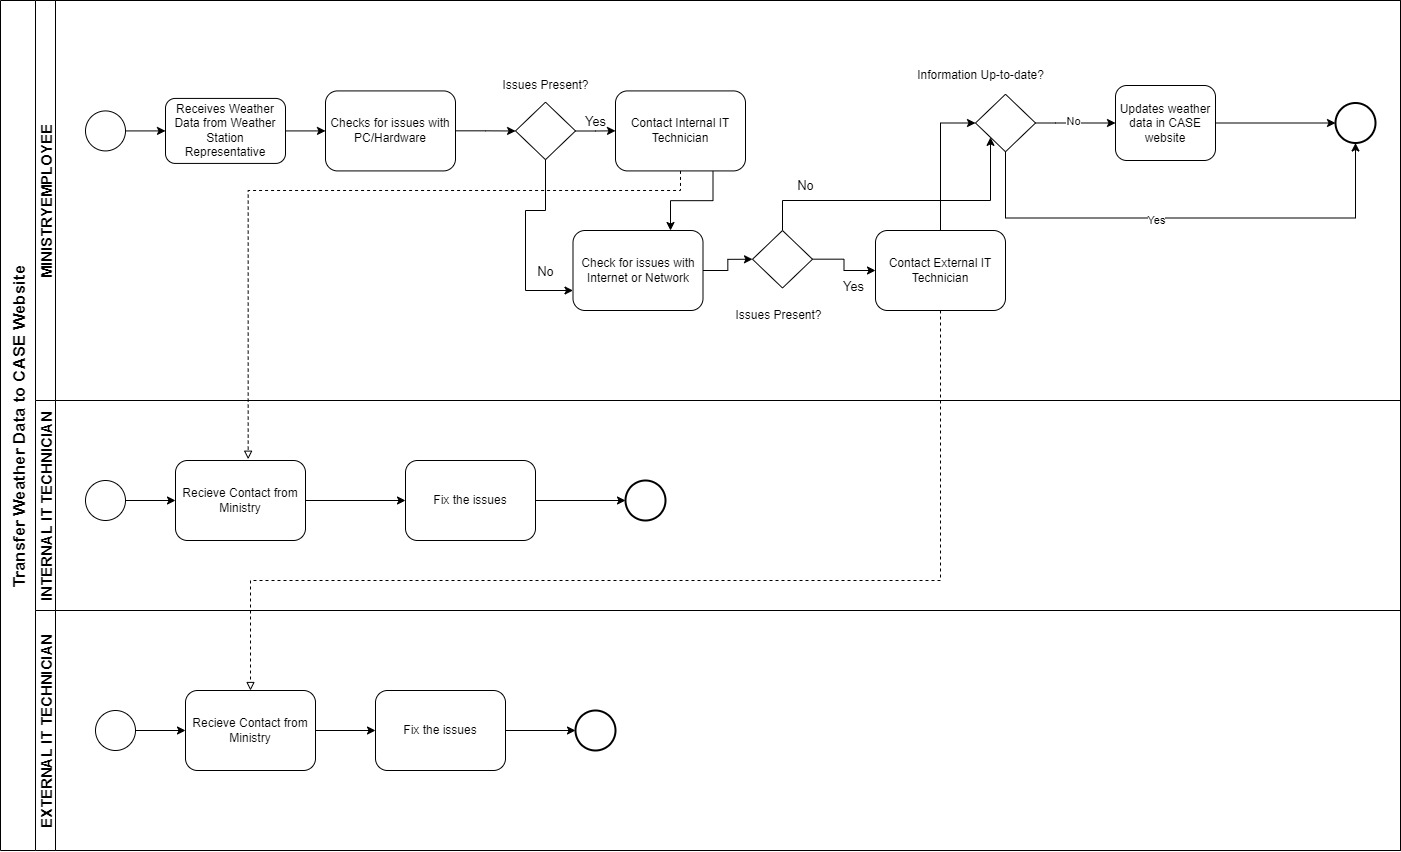 Transfer Weather Data to CASE Website
MINISTRYEMPLOYEE
Receives Weather
Data from Weather
Station
Representative
Checks for issues with
PC/Hardware
Issues Present?
Yes
Contact Internal IT
Technician
No
Check for issues with
Internet or Network
Issues Present?
No
Yes
Contact External IT
Technician
Information Up-to-date?
No
Updates weather
data in CASE
website
Yes
INTERNAL IT TECHNICIAN
Recieve Contact from
Ministry
Fix the issues
EXTERNAL IT TECHNICIAN
Recieve Contact from
Ministry
Fix the issues